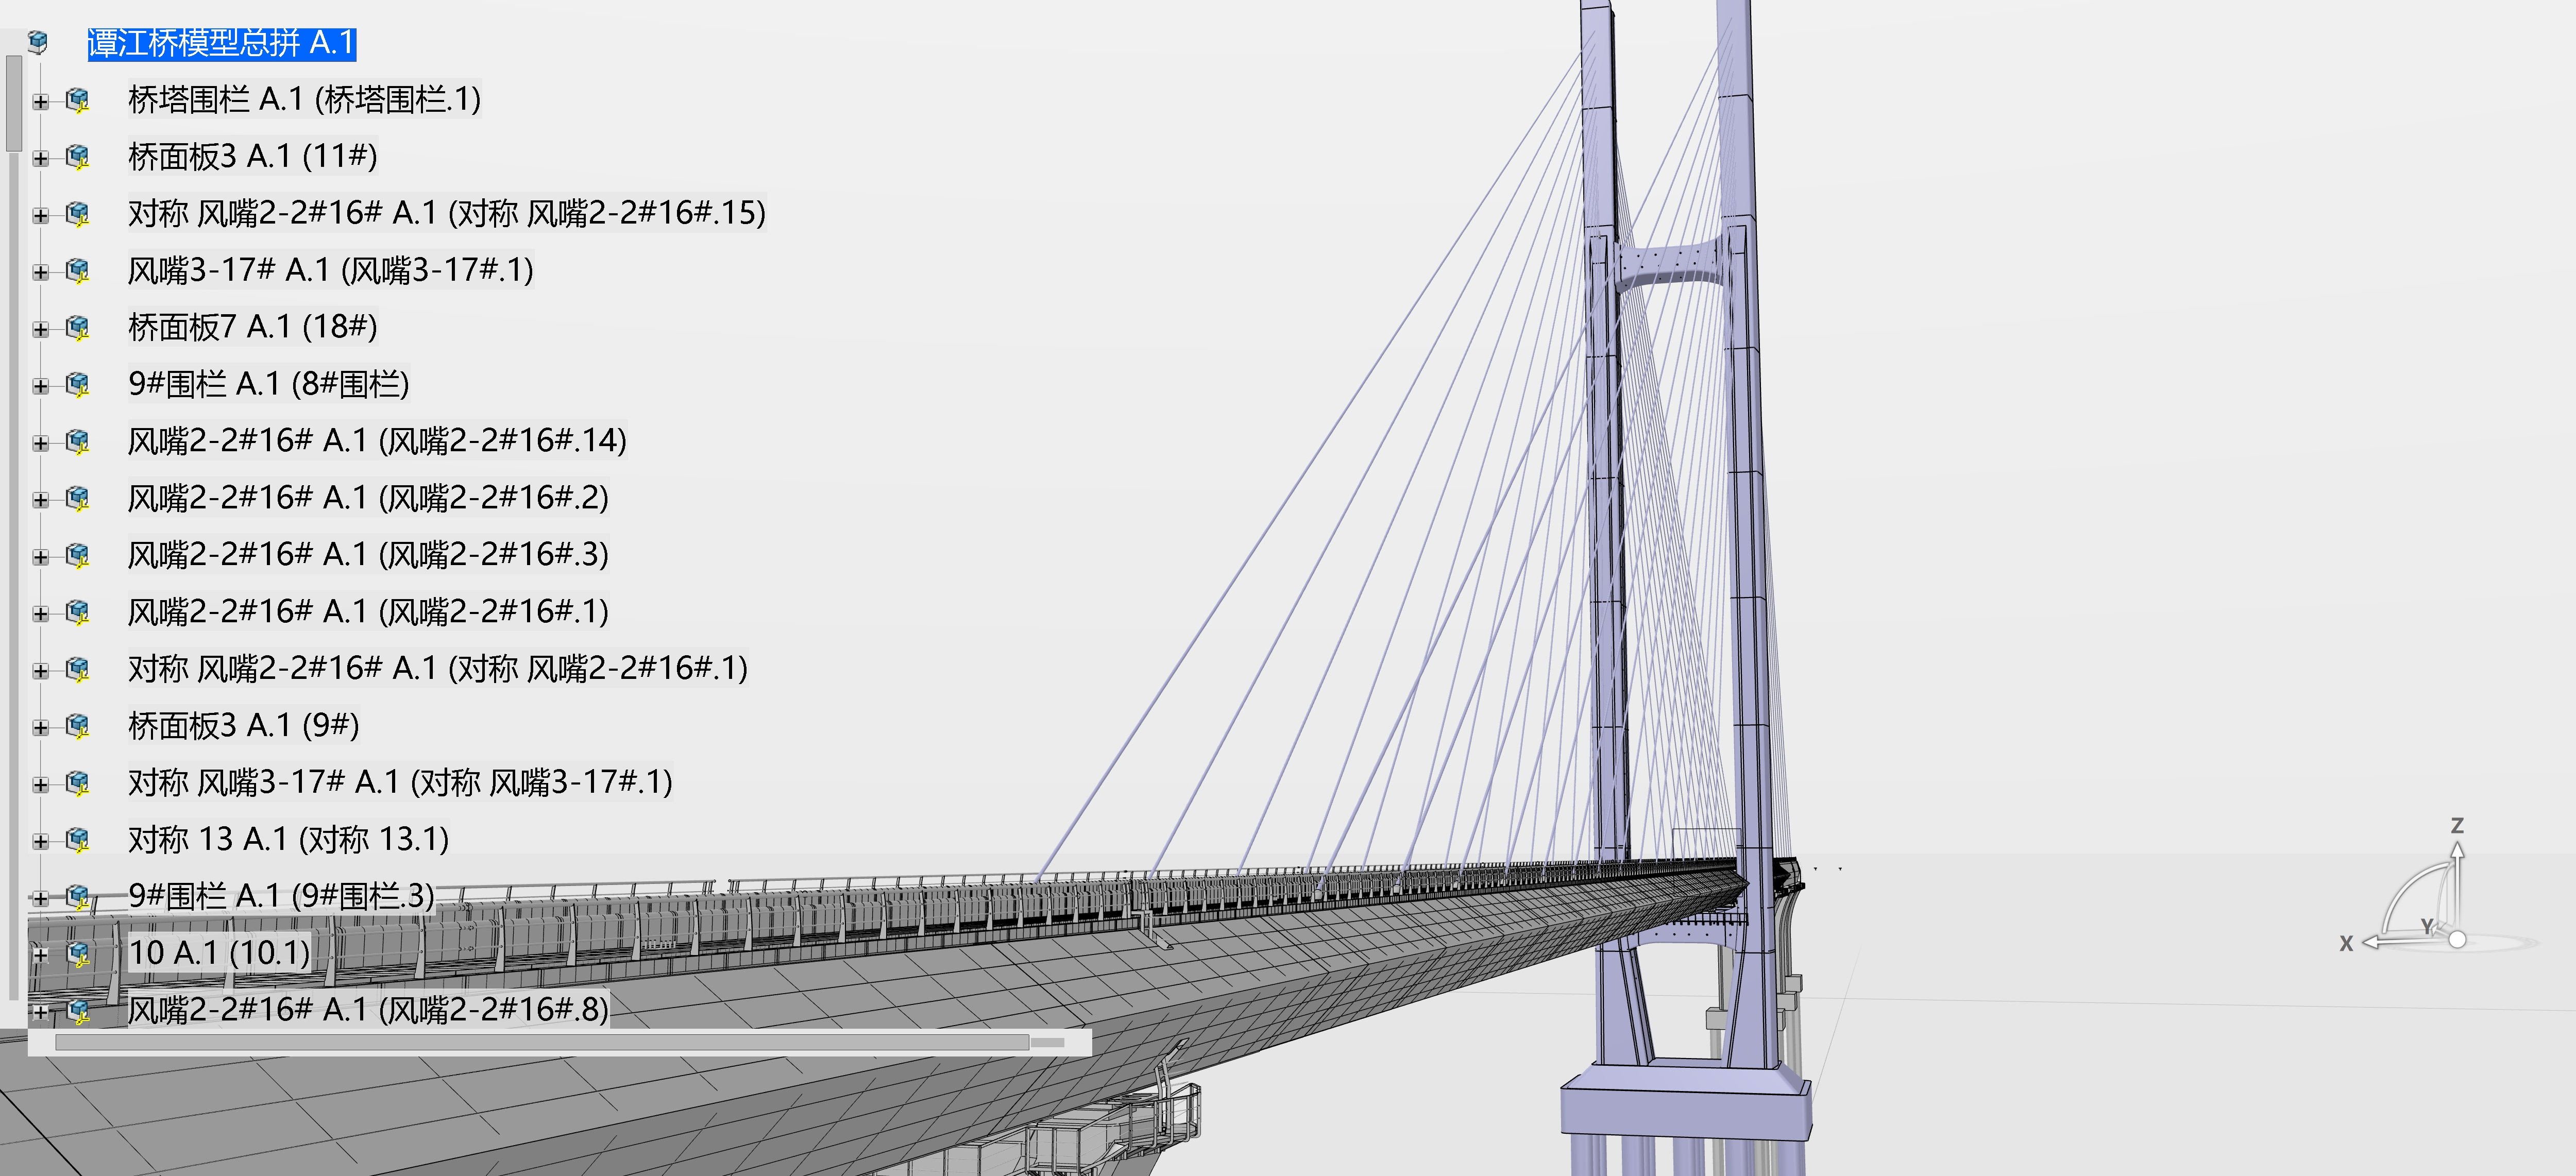 谭江桥模型总拼 A.1
桥塔围栏 A.1 (桥塔围栏.1)
桥面板3 A.1 (11#)
对称 风嘴2-2#16# A.1 (对称 风嘴2-2#16#.15)
风嘴3-17# A.1 (风嘴3-17#.1)
桥面板7 A.1 (18#)
9#围栏 A.1 (8#围栏)
风嘴2-2#16# A.1 (风嘴2-2#16#.14)
风嘴2-2#16# A.1 (风嘴2-2#16#.2)
风嘴2-2#16# A.1 (风嘴2-2#16#.3)
风嘴2-2#16# A.1 (风嘴2-2#16#.1)
对称 风嘴2-2#16# A.1 (对称 风嘴2-2#16#.1)
桥面板3 A.1 (9#)
对称 风嘴3-17# A.1 (对称 风嘴3-17#.1)
对称 13 A.1 (对称 13.1)
9#围栏 A.1 (9#围栏.3)
10 A.1 (10.1)
风嘴2-2#16# A.1 (风嘴2-2#16#.8)
Z
Y
X